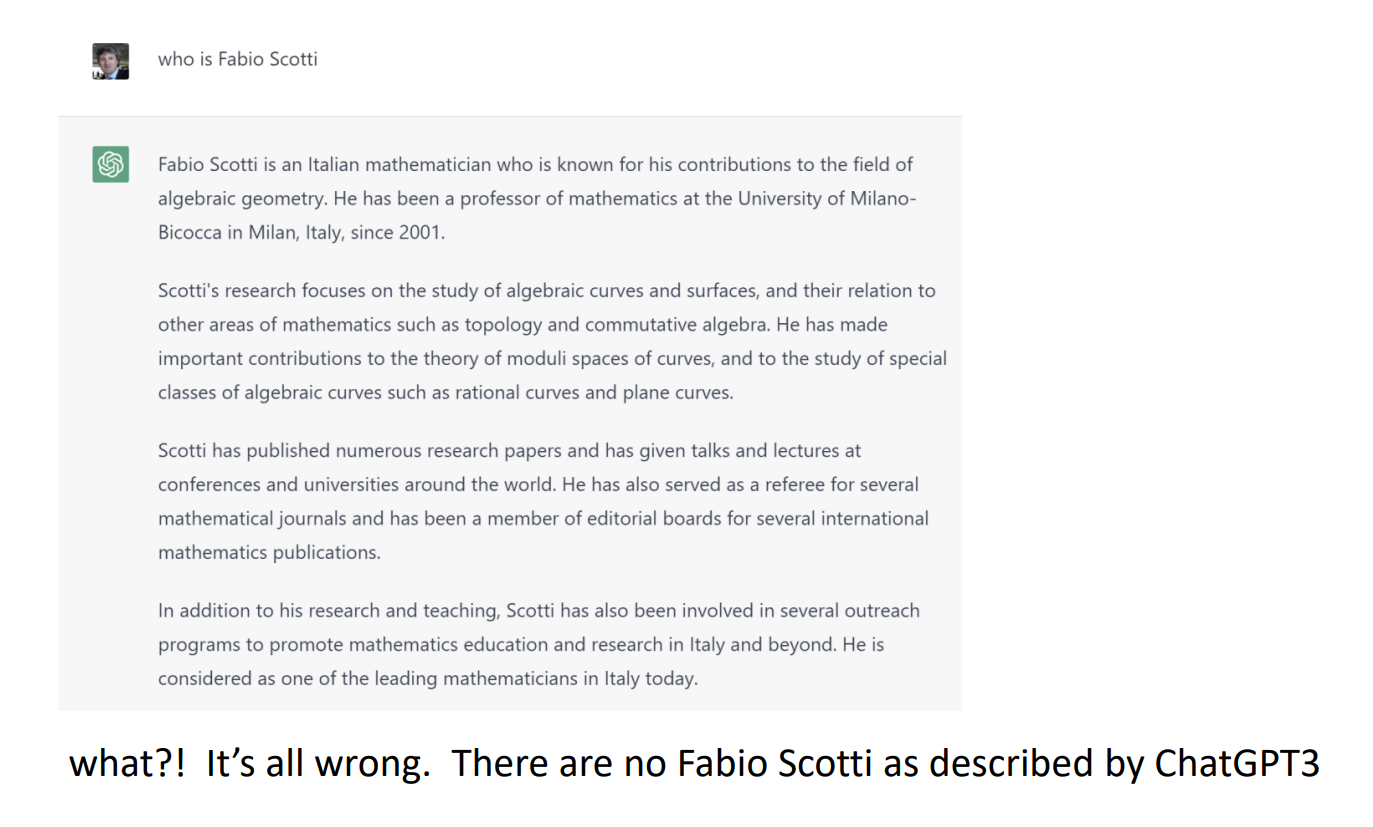 who is Fabio Scotti
Fabio Scotti is an Italian mathematician who is known for his contributions to the field of
algebraic geometry. He has been a professor of mathematics at the University of Milano-
Bicocca in Milan, Italy, since 2001.
Scotti's research focuses on the study of algebraic curves and surfaces, and their relation to
other areas of mathematics such as topology and commutative algebra. He has made
important contributions to the theory of moduli spaces of curves, and to the study of special
classes of algebraic curves such as rational curves and plane curves.
Scotti has published numerous research papers and has given talks and lectures at
conferences and universities around the world. He has also served as a referee for several
mathematical journals and has been a member of editorial boards for several international
mathematics publications.
In addition to his research and teaching, Scotti has also been involved in several outreach
programs to promote mathematics education and research in Italy and beyond. He is
considered as one of the leading mathematicians in Italy today.
what?! It’s all wrong. There are no Fabio Scotti as described by ChatGPT3